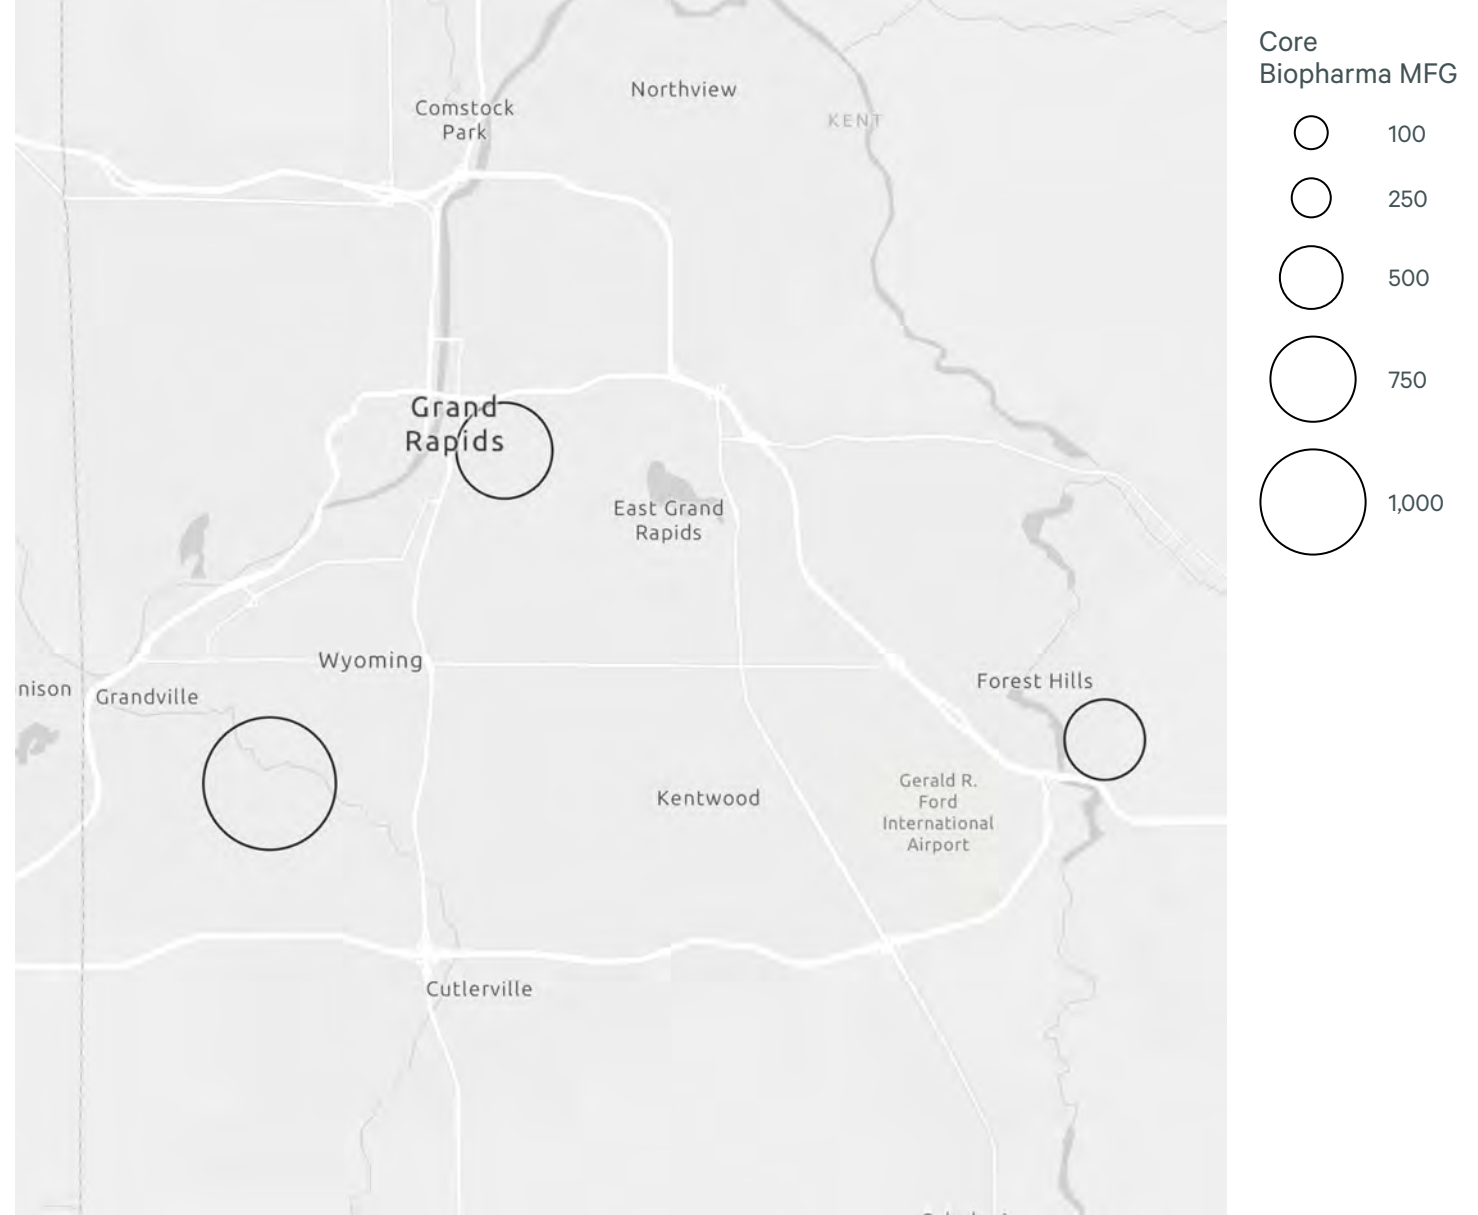 Core
Biopharma MFG
100
250
500
750
1,000
Northview
Comstock
Park
KENT
Grand
Rapids
East Grand
Rapids
Wyoming
Forest Hills
nison
Grandville
Gerald R.
Ford
International
Airport
Kentwood
Cutlerville